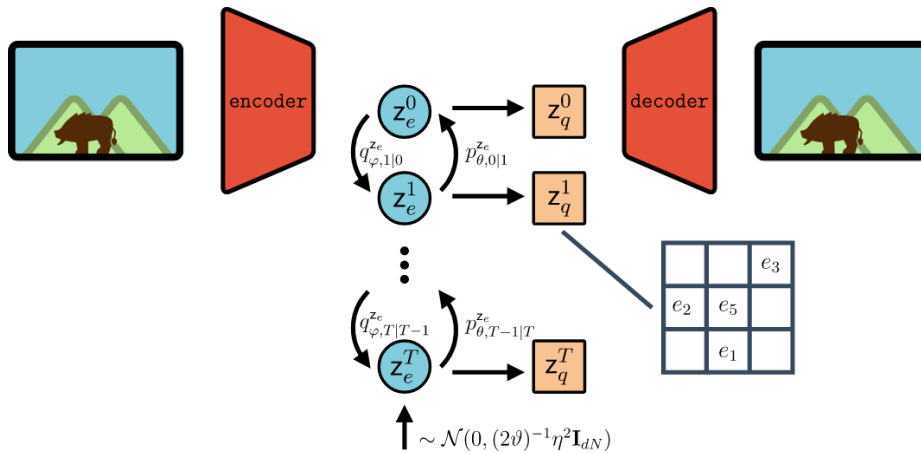 encoder
decoder
z_e^0
z_q^0
q_{φ,1|0}^{z_e}
p_{θ,0|1}^{z_e}
z_e^1
z_q^1
e_3
e_2 e_5
e_1
q_{φ,T|T−1}^{z_e}
p_{θ,T−1|T}^{z_e}
z_e^T
z_q^T
∼ 𝒩(0, (2ϑ)^{−1}η^2 I_{dN})